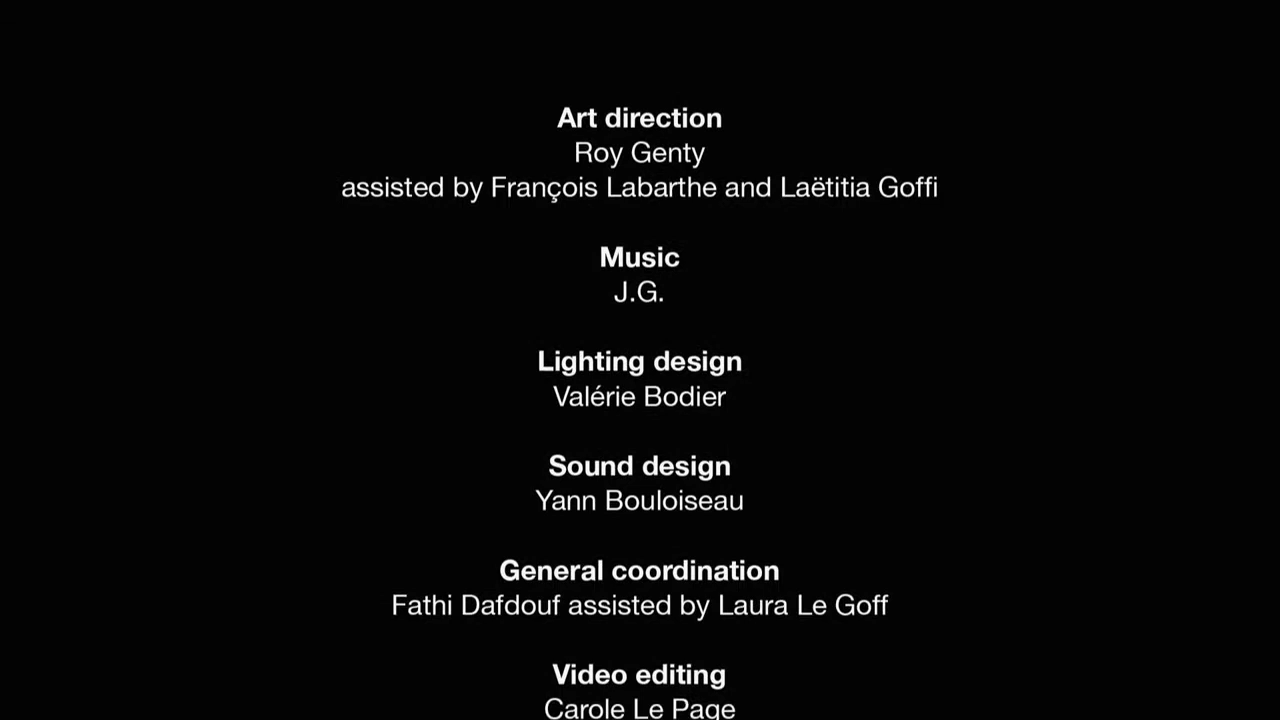 Art direction
Roy Genty
assisted by François Labarthe and Laëtitia Goffi
Music
J.G.
Lighting design
Valérie Bodier
Sound design
Yann Bouloiseau
General coordination
Fathi Dafdouf assisted by Laura Le Goff
Video editing
Carole Le Page